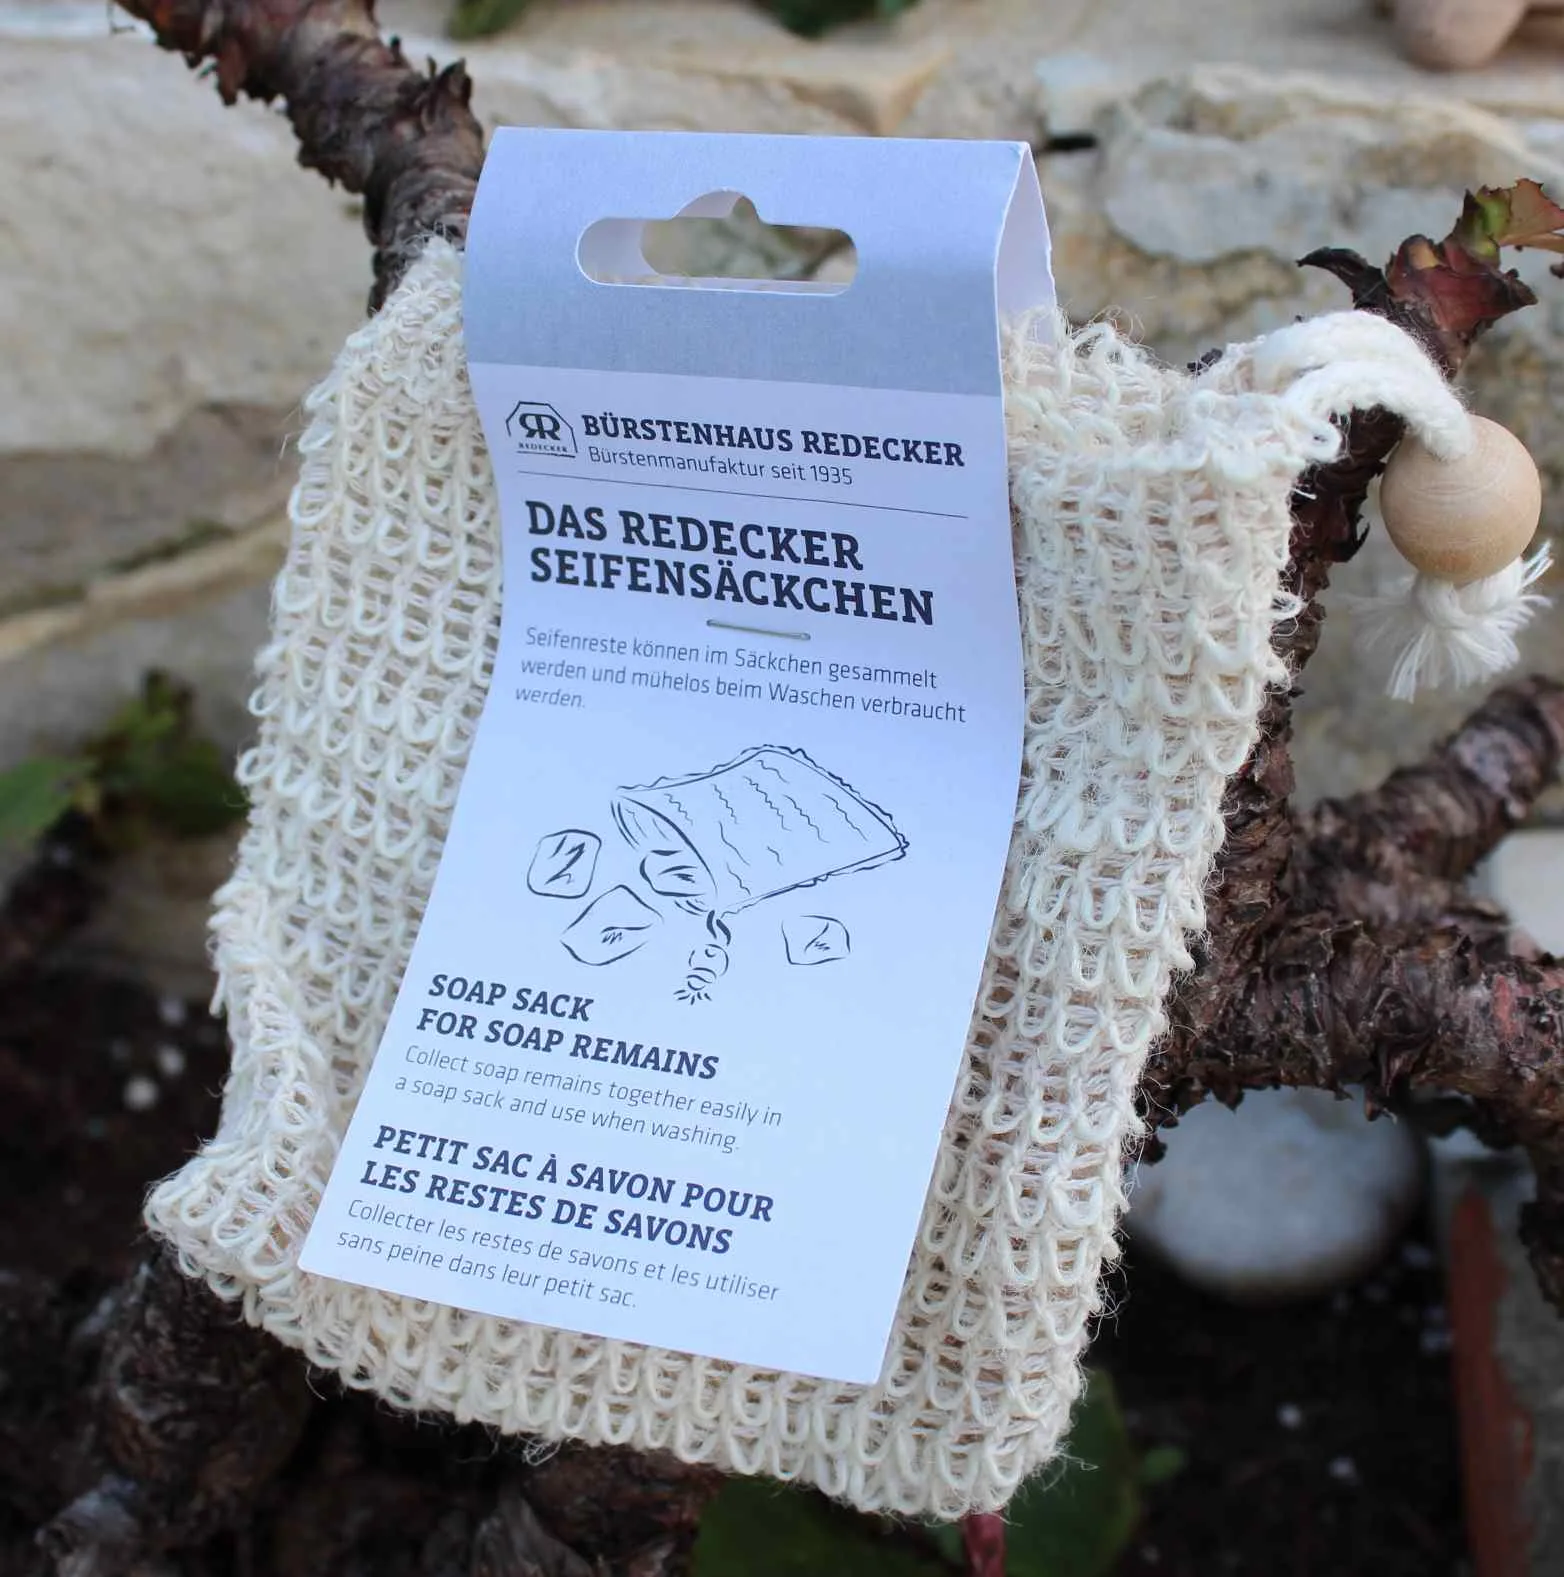 RR
REDECKER
BÜRSTENHAUS REDECKER
Bürstenmanufaktur seit 1935
DAS REDECKER
SEIFENSÄCKCHEN
Seifenreste können im Säckchen gesammelt
werden und mühelos beim Waschen verbraucht
werden.
SOAP SACK
FOR SOAP REMAINS
Collect soap remains together easily in
a soap sack and use when washing.
PETIT SAC À SAVON POUR
LES RESTES DE SAVONS
Collecter les restes de savons et les utiliser
sans peine dans leur petit sac.